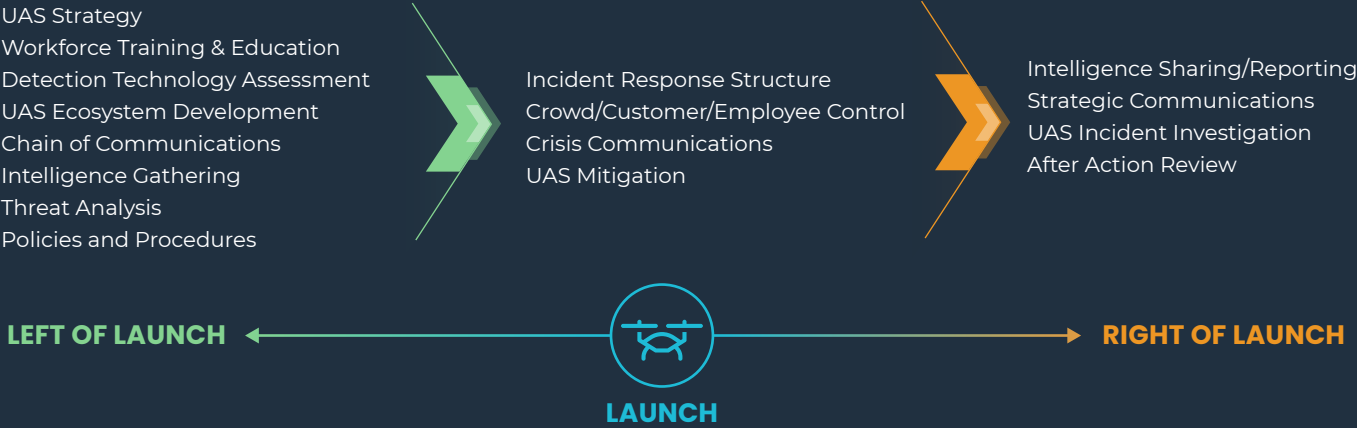 UAS Strategy
Workforce Training & Education
Detection Technology Assessment
UAS Ecosystem Development
Chain of Communications
Intelligence Gathering
Threat Analysis
Policies and Procedures
Incident Response Structure
Crowd/Customer/Employee Control
Crisis Communications
UAS Mitigation
Intelligence Sharing/Reporting
Strategic Communications
UAS Incident Investigation
After Action Review
LEFT OF LAUNCH
LAUNCH
RIGHT OF LAUNCH